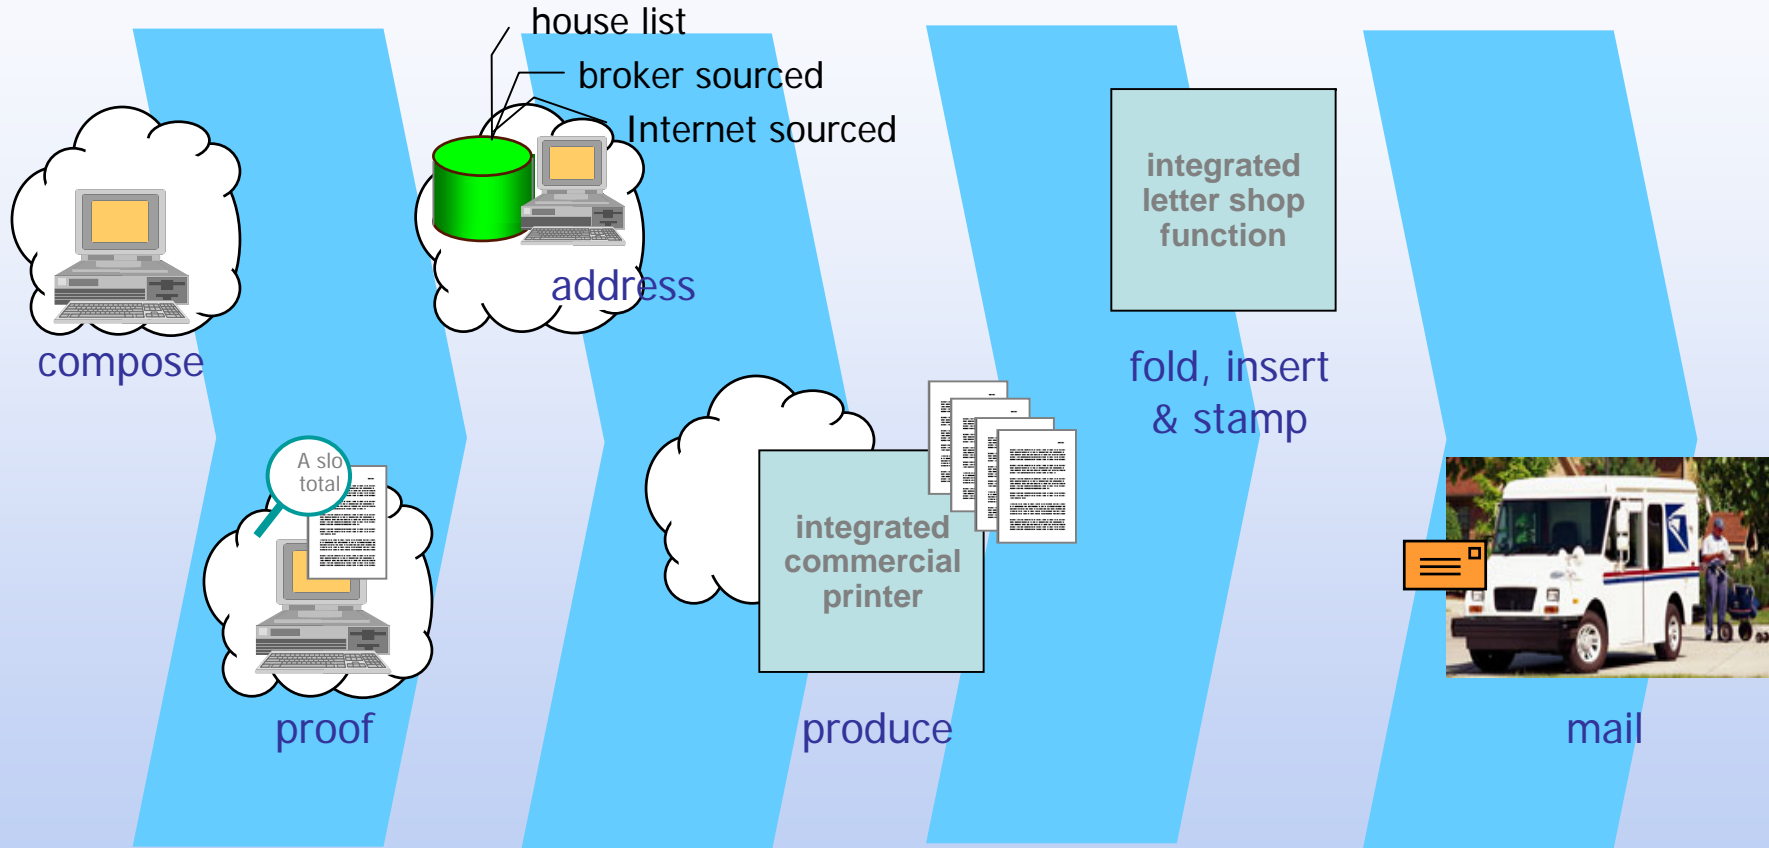 house list
broker sourced
Internet sourced
integrated
letter shop
function
address
compose
fold, insert
& stamp
A slo
total
integrated
commercial
printer
proof
produce
mail